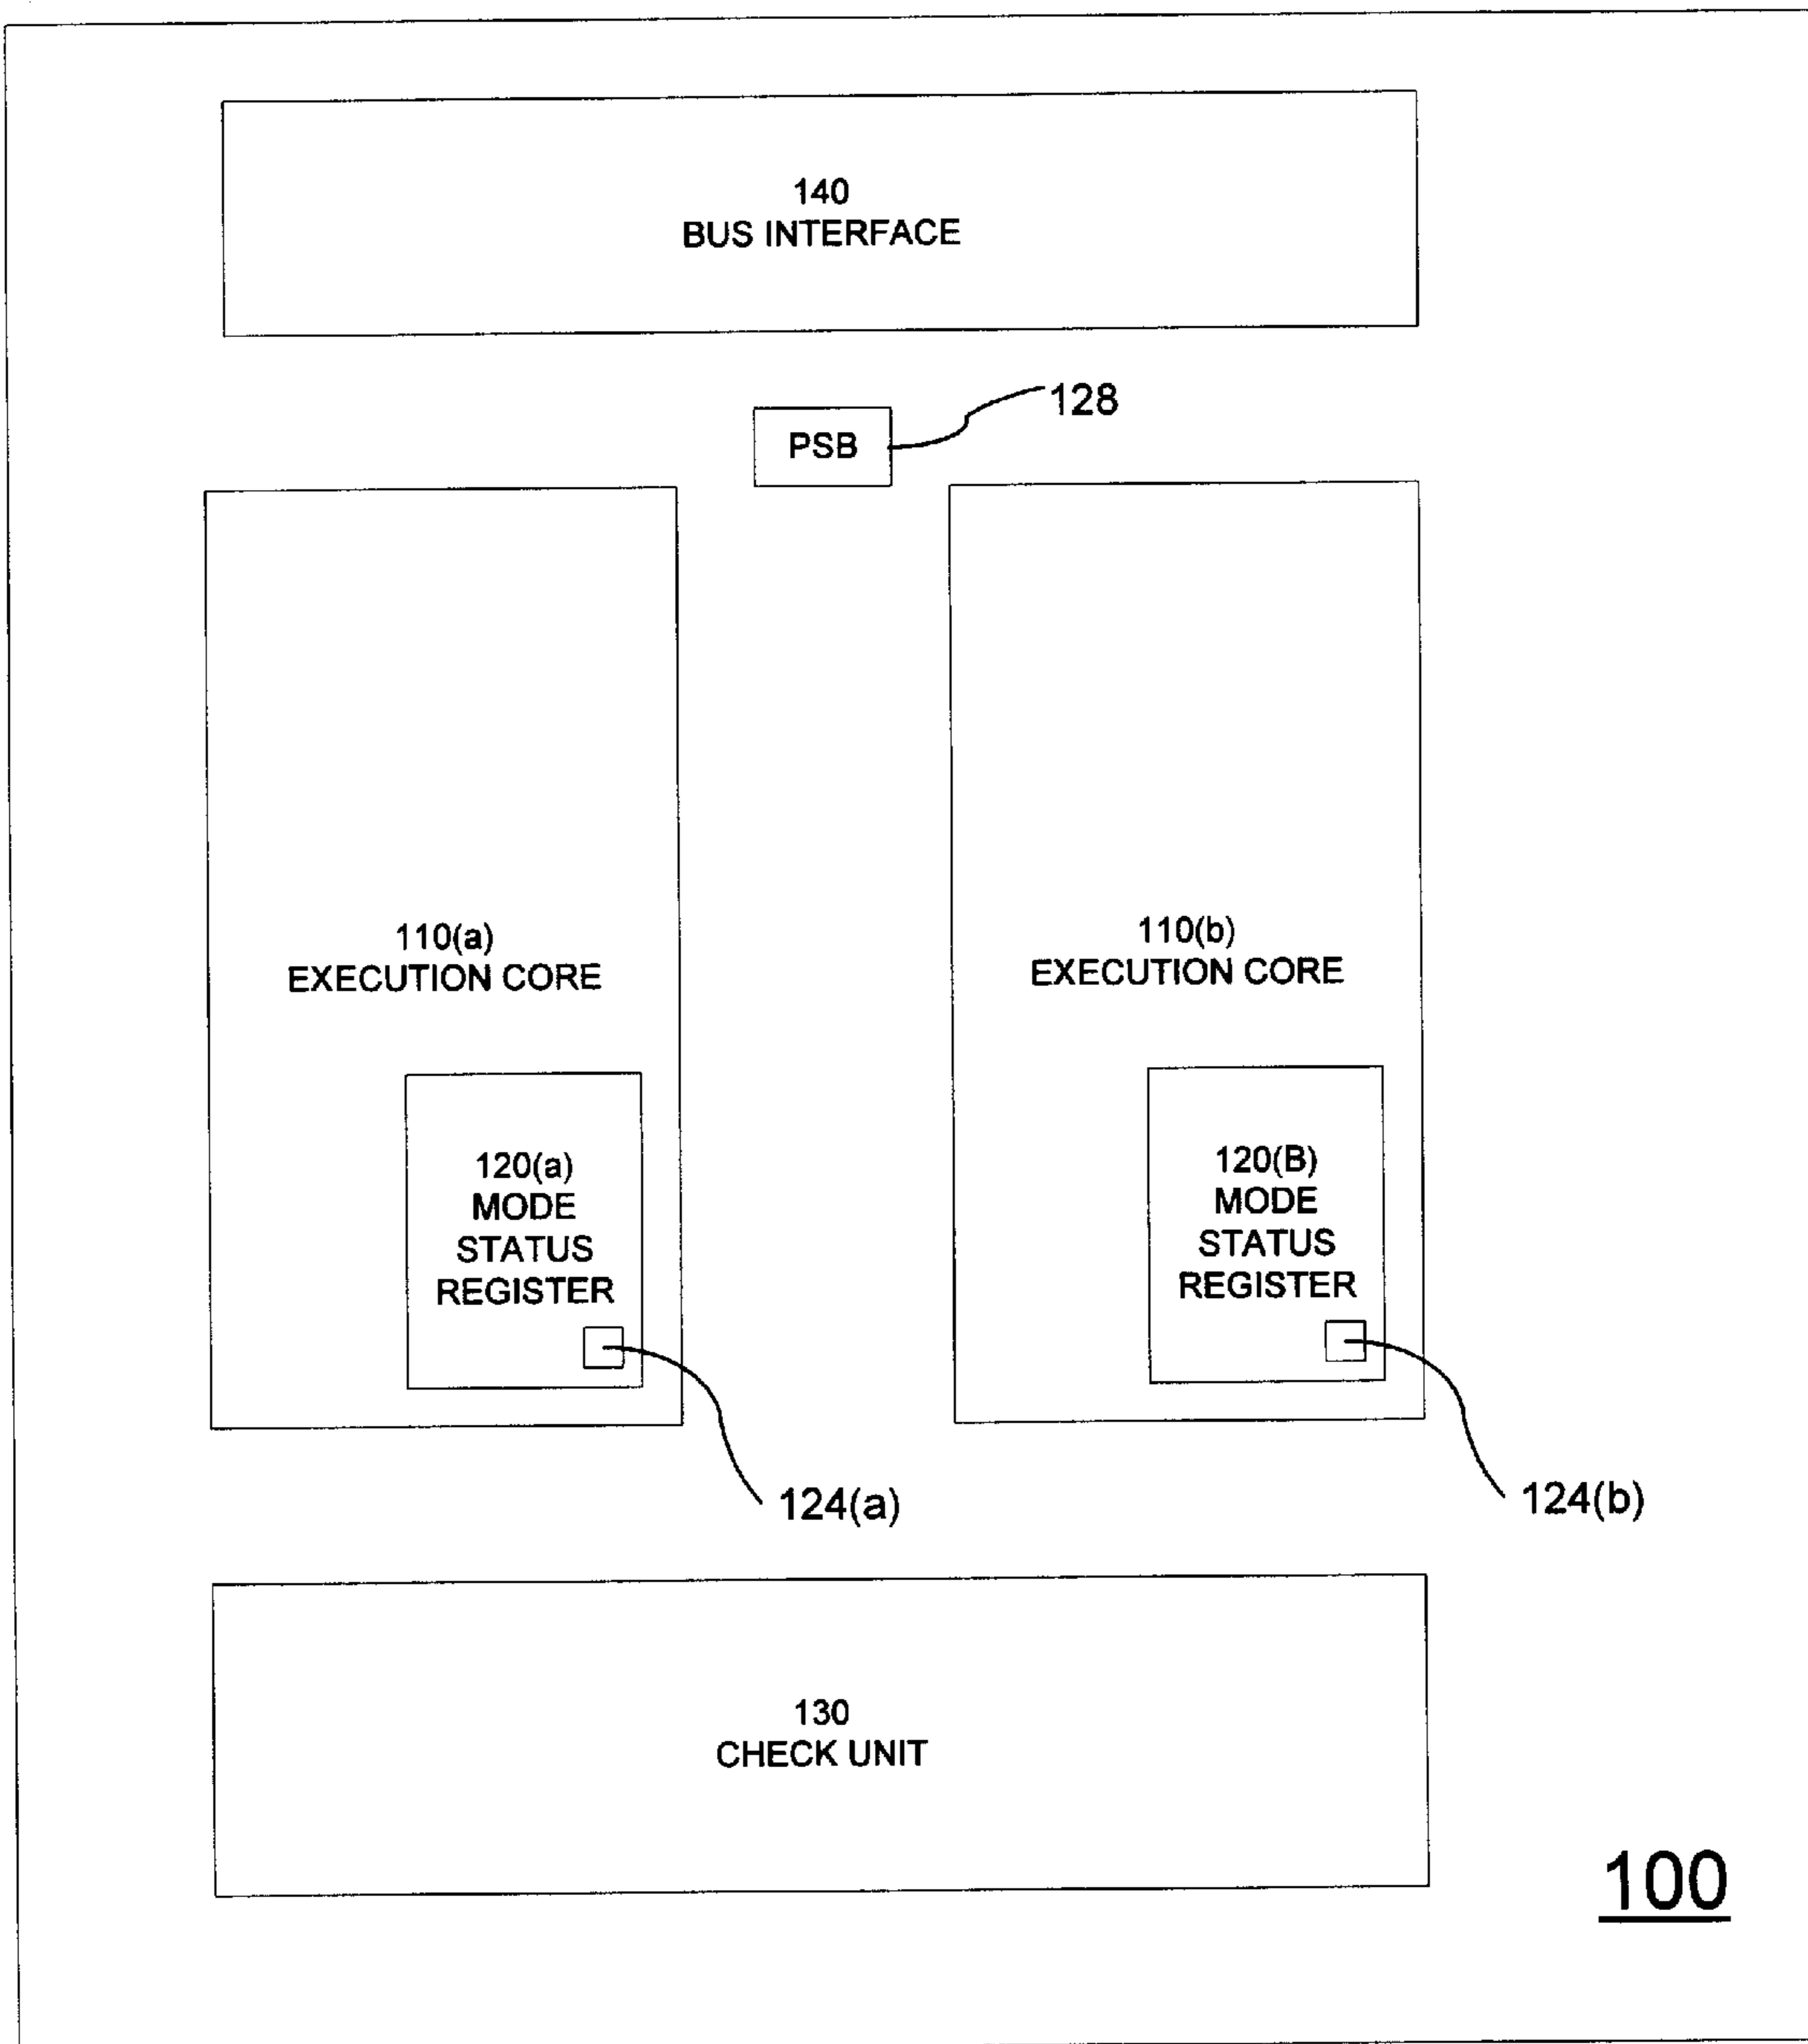 140
BUS INTERFACE
PSB
128
110(a)
EXECUTION CORE
110(b)
EXECUTION CORE
120(a)
MODE
STATUS
REGISTER
120(B)
MODE
STATUS
REGISTER
124(a)
124(b)
130
CHECK UNIT
100